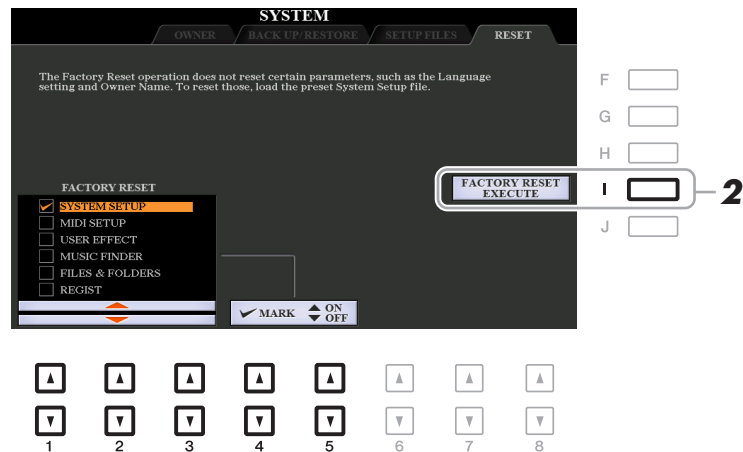 SYSTEM
OWNER BACK UP/RESTORE SETUP FILES RESET
The Factory Reset operation does not reset certain parameters, such as the Language
setting and Owner Name. To reset those, load the preset System Setup file.
F
G
H
FACTORY RESET
EXECUTE
I
2
J
FACTORY RESET
SYSTEM SETUP
MIDI SETUP
USER EFFECT
MUSIC FINDER
FILES & FOLDERS
REGIST
MARK ON
OFF
1 2 3 4 5 6 7 8